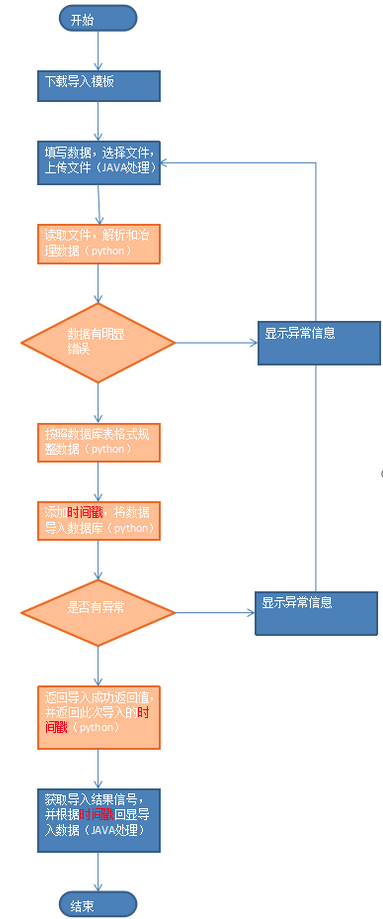 开始
下载导入模板
填写数据，选择文件，
上传文件（JAVA处理）
读取文件，解析和治
理数据（python）
数据有明显
错误
显示异常信息
按照数据库表格式规
整数据（python）
添加时间戳，将数据
导入数据库（python）
是否有异常
显示异常信息
返回导入成功返回值，
并返回此次导入的时
间戳（python）
获取导入结果信号，
并根据时间戳回显导
入数据（JAVA处理）
结束